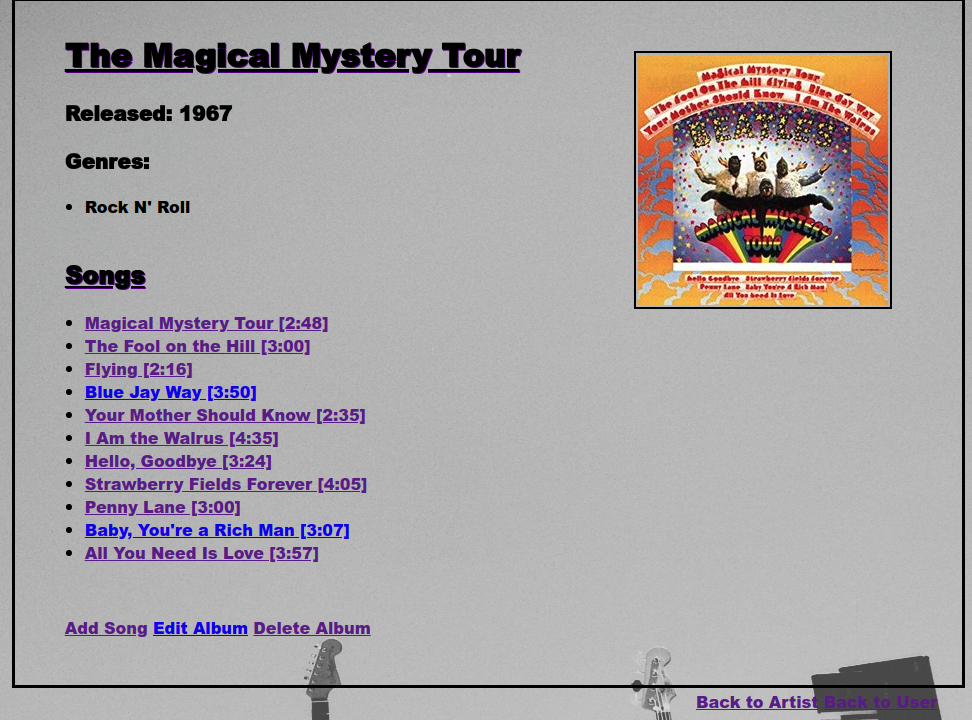 The Magical Mystery Tour
Released: 1967
Genres:
Rock N' Roll
Songs
Magical Mystery Tour [2:48]
The Fool on the Hill [3:00]
Flying [2:16]
Blue Jay Way [3:50]
Your Mother Should Know [2:35]
I Am the Walrus [4:35]
Hello, Goodbye [3:24]
Strawberry Fields Forever [4:05]
Penny Lane [3:00]
Baby, You're a Rich Man [3:07]
All You Need Is Love [3:57]
Add Song Edit Album Delete Album
Magical Mystery Tour
The Fool On The Hill Flying Blue Jay Way
Your Mother Should Know I Am The Walrus
BEATLES
MAGICAL MYSTERY
TOUR
Hello Goodbye Strawberry Fields Forever
Penny Lane Baby You're A Rich Man
All You Need Is Love
Back to Artist Back to User